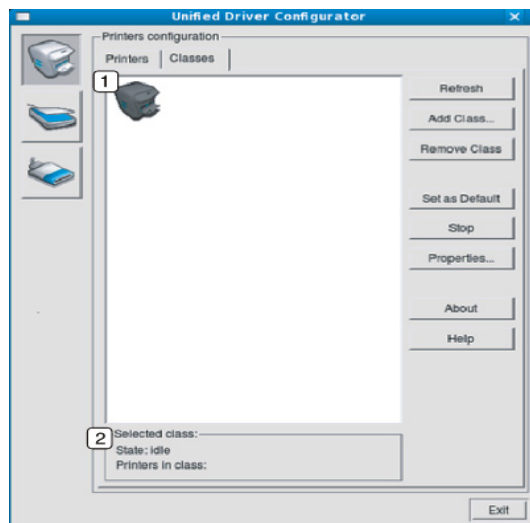 Unified Driver Configurator
Printers configuration
Printers
Classes
1
Refresh
Add Class...
Remove Class
Set as Default
Stop
Properties...
About
Help
2
Selected class:
State: idle
Printers in class:
Exit